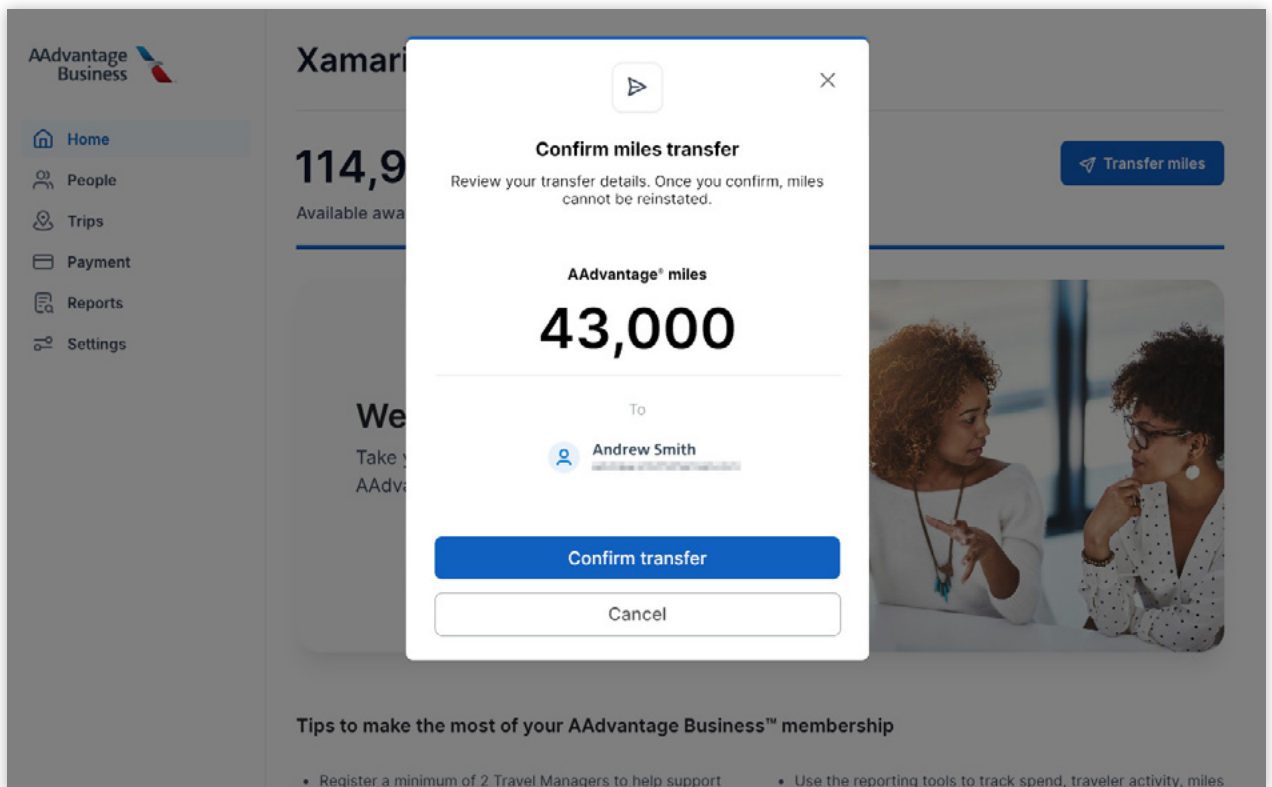 AAdvantage
Business
Home
People
Trips
Payment
Reports
Settings
Xamari
114,9
Available awa
Transfer miles
Confirm miles transfer
Review your transfer details. Once you confirm, miles
cannot be reinstated.
AAdvantage® miles
43,000
To
Andrew Smith
Confirm transfer
Cancel
We
Take
AAdva
Tips to make the most of your AAdvantage Business™ membership
• Register a minimum of 2 Travel Managers to help support
• Use the reporting tools to track spend, traveler activity, miles